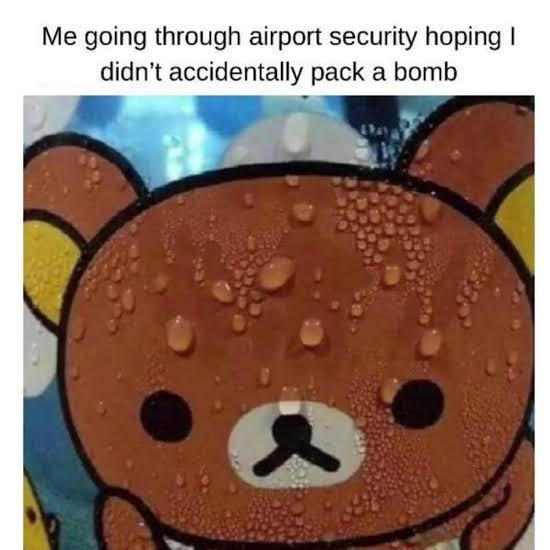 Me going through airport security hoping I
didn’t accidentally pack a bomb